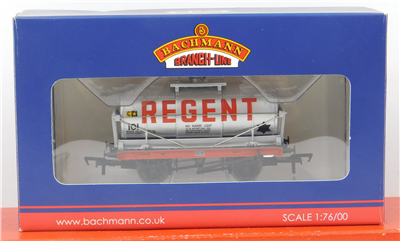 BACHMANN
BRANCH-LINE
REGENT
101
www.bachmann.co.uk
SCALE 1:76/00